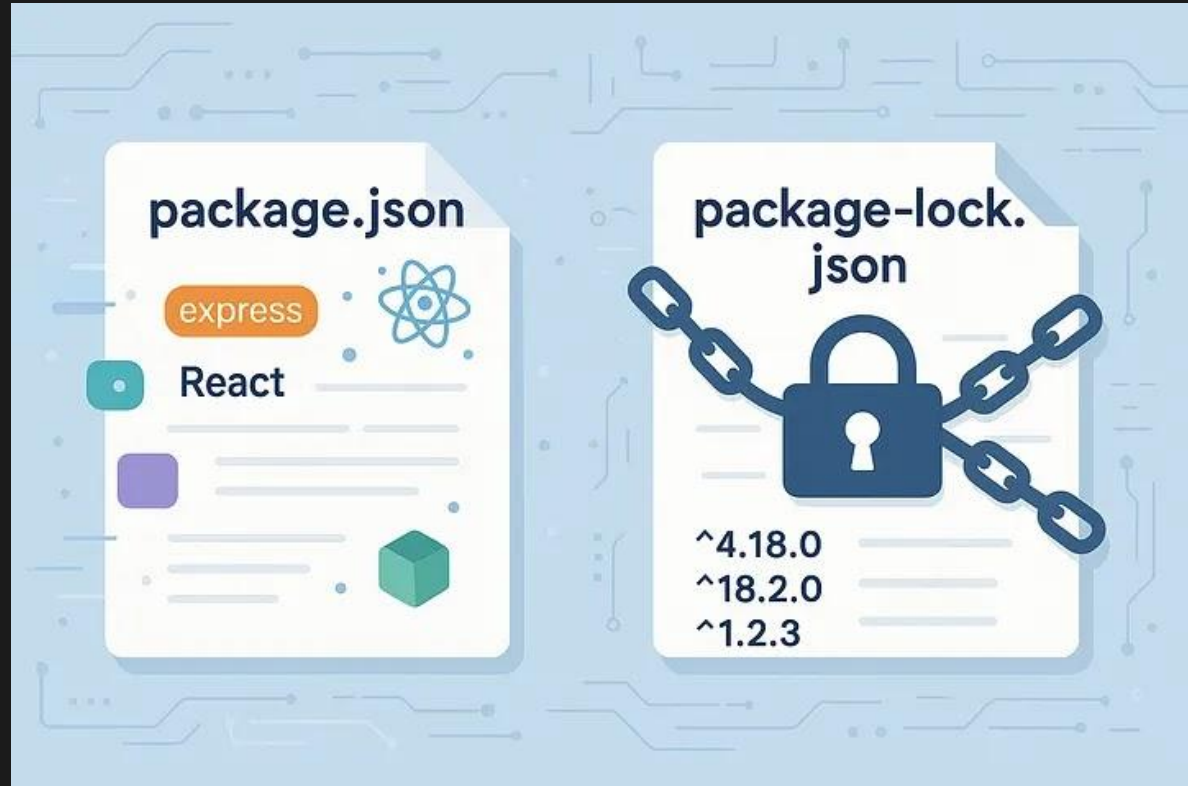 package.json
express
React
package-lock.
json
^4.18.0
^18.2.0
^1.2.3